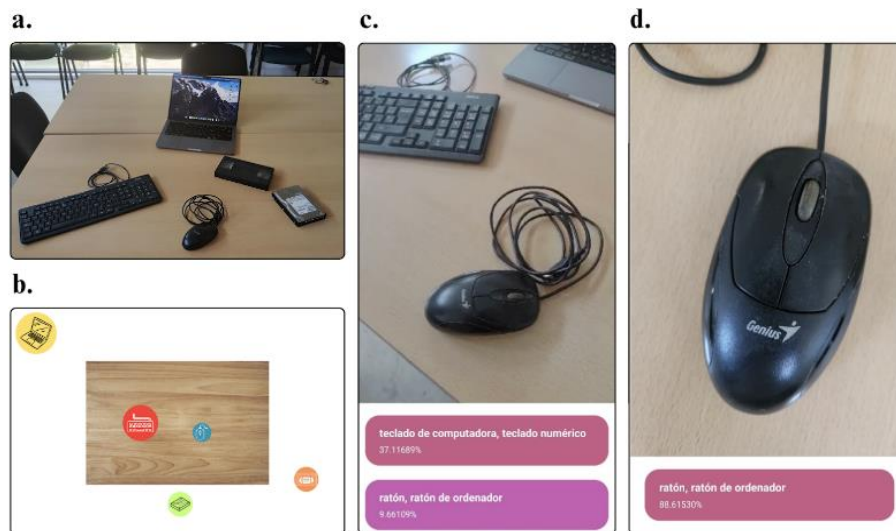 a.
b.
c.
teclado de computadora, teclado numérico
37.11689%
ratón, ratón de ordenador
9.66109%
d.
Genius
ratón, ratón de ordenador
88.61530%